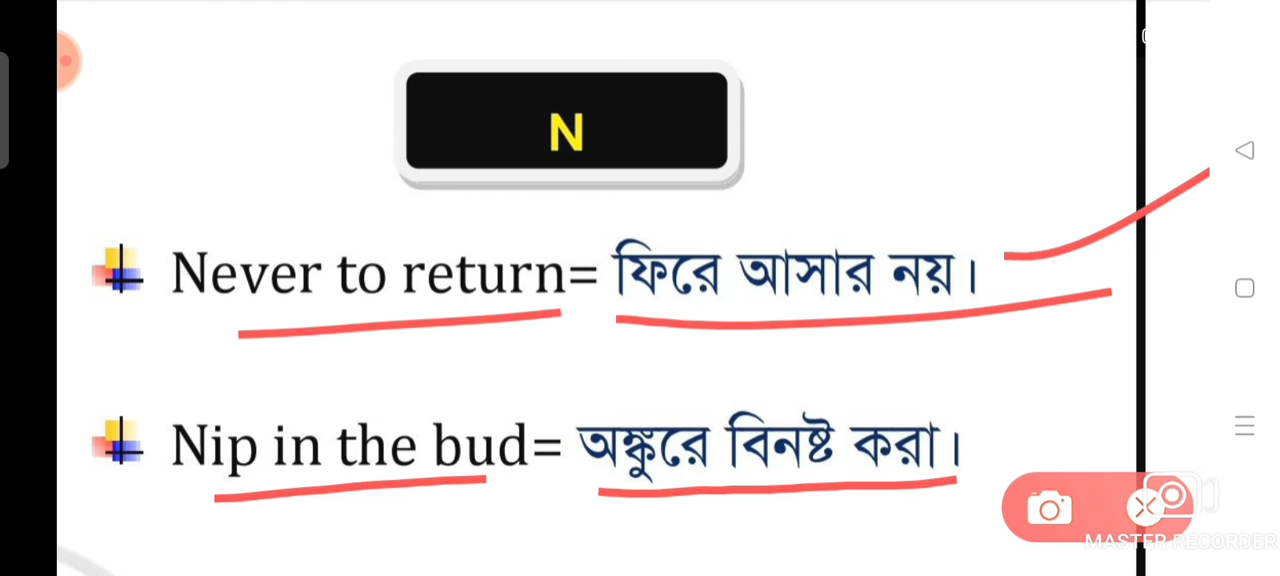 N
Never to return= ফিরে আসার নয়।
Nip in the bud= অঙ্কুরে বিনষ্ট করা।
MASTER RECORDER